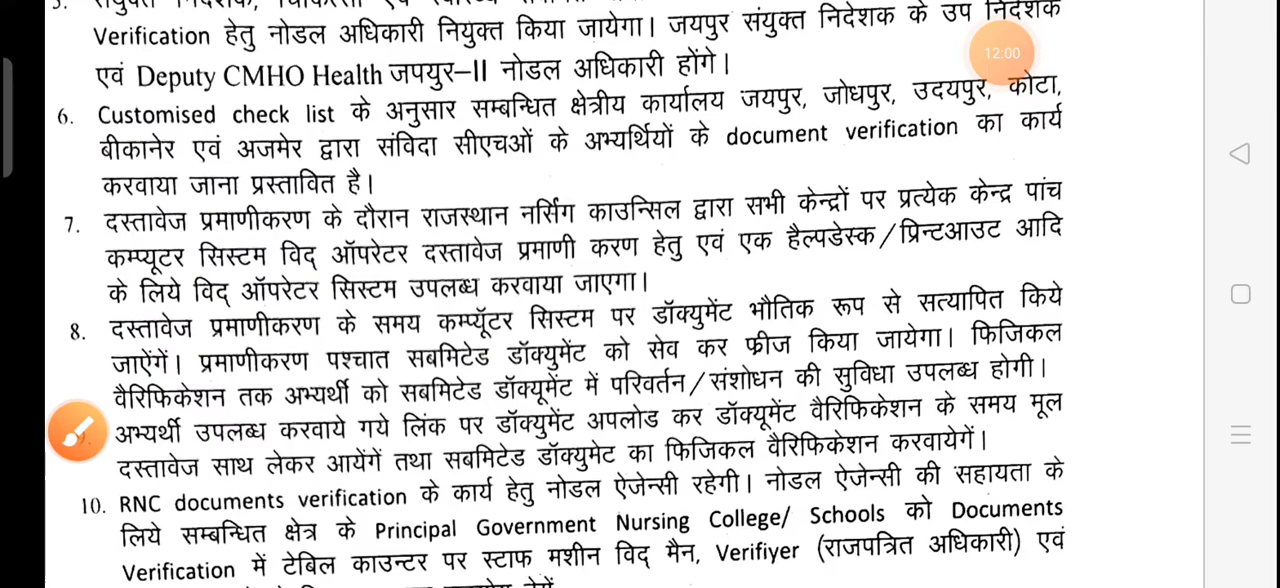 Verification हेतु नोडल अधिकारी नियुक्त किया जायेगा। जयपुर संयुक्त निदेशक के उप निदेशक
एवं Deputy CMHO Health जपयुर–II नोडल अधिकारी होंगे।
12:00
6. Customised check list के अनुसार सम्बन्धित क्षेत्रीय कार्यालय जयपुर, जोधपुर, उदयपुर, कोटा,
बीकानेर एवं अजमेर द्वारा संविदा सीएचओं के अभ्यर्थियों के document verification का कार्य
करवाया जाना प्रस्तावित है।
7. दस्तावेज प्रमाणीकरण के दौरान राजस्थान नर्सिग काउन्सिल द्वारा सभी केन्द्रों पर प्रत्येक केन्द्र पांच
कम्प्यूटर सिस्टम विद् ऑपरेटर दस्तावेज प्रमाणी करण हेतु एवं एक हैल्पडेस्क/प्रिन्टआउट आदि
के लिये विद् ऑपरेटर सिस्टम उपलब्ध करवाया जाएगा।
8. दस्तावेज प्रमाणीकरण के समय कम्प्यूॅटर सिस्टम पर डॉक्युमेंट भौतिक रूप से सत्यापित किये
जाऐंगें। प्रमाणीकरण पश्चात सबमिटेड डॉक्युमेंट को सेव कर फ्रीज किया जायेगा। फिजिकल
वैरिफिकेशन तक अभ्यर्थी को सबमिटेड डॉक्यूमेंट में परिवर्तन/संशोधन की सुविधा उपलब्ध होगी।
अभ्यर्थी उपलब्ध करवाये गये लिंक पर डॉक्युमेंट अपलोड कर डॉक्यूमेंट वैरिफिकेशन के समय मूल
दस्तावेज साथ लेकर आयेंगें तथा सबमिटेड डॉक्युमेट का फिजिकल वैरिफिकेशन करवायेगें।
10. RNC documents verification के कार्य हेतु नोडल ऐजेन्सी रहेगी। नोडल ऐजेन्सी की सहायता के
लिये सम्बन्धित क्षेत्र के Principal Government Nursing College/ Schools को Documents
Verification में टेबिल काउन्टर पर स्टाफ मशीन विद् मैन, Verifiyer (राजपत्रित अधिकारी) एवं